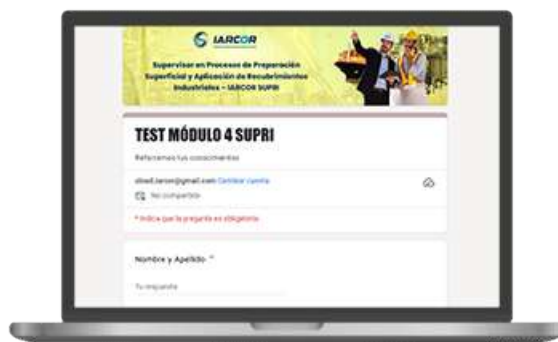 IARCOR
Supervisor en Procesos de Preparación
Superficial y Aplicación de Recubrimientos
Industriales – IARCOR SUPRI
TEST MÓDULO 4 SUPRI
Reforcemos tus conocimientos
Cambiar cuenta
No compartido
* Indica que la pregunta es obligatoria
Nombre y Apellido *
Tu respuesta